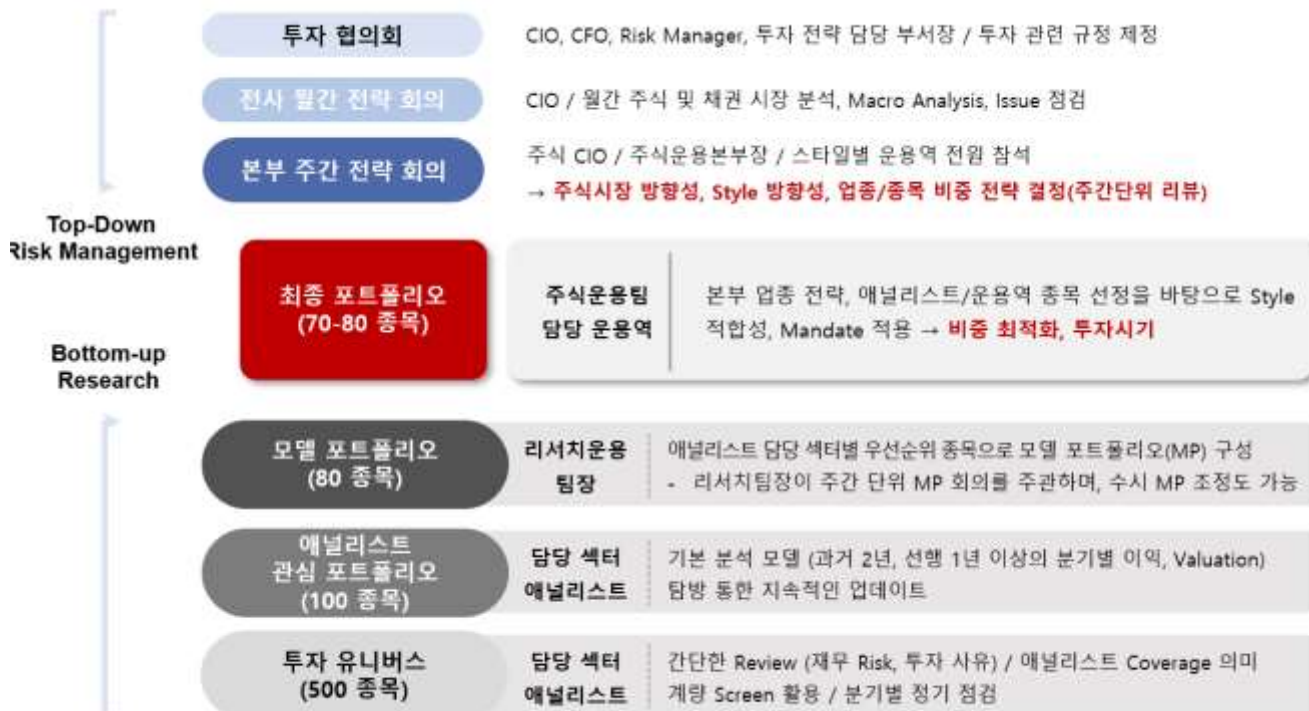 투자 협의회
CIO, CFO, Risk Manager, 투자 전략 담당 부서장 / 투자 관련 규정 제정
전사 월간 전략 회의
CIO / 월간 주식 및 채권 시장 분석, Macro Analysis, Issue 점검
본부 주간 전략 회의
주식 CIO / 주식운용본부장 / 스타일별 운용역 전원 참석
→ 주식시장 방향성, Style 방향성, 업종/종목 비중 전략 결정(주간단위 리뷰)
Top-Down
Risk Management
최종 포트폴리오
(70-80 종목)
주식운용팀
담당 운용역
본부 업종 전략, 애널리스트/운용역 종목 선정을 바탕으로 Style
적합성, Mandate 적용 → 비중 최적화, 투자시기
Bottom-up
Research
모델 포트폴리오
(80 종목)
리서치운용
팀장
애널리스트 담당 섹터별 우선순위 종목으로 모델 포트폴리오(MP) 구성
- 리서치팀장이 주간 단위 MP 회의를 주관하며, 수시 MP 조정도 가능
애널리스트
관심 포트폴리오
(100 종목)
담당 섹터
애널리스트
기본 분석 모델 (과거 2년, 선행 1년 이상의 분기별 이익, Valuation)
탐방 통한 지속적인 업데이트
투자 유니버스
(500 종목)
담당 섹터
애널리스트
간단한 Review (재무 Risk, 투자 사유) / 애널리스트 Coverage 의미
계량 Screen 활용 / 분기별 정기 점검